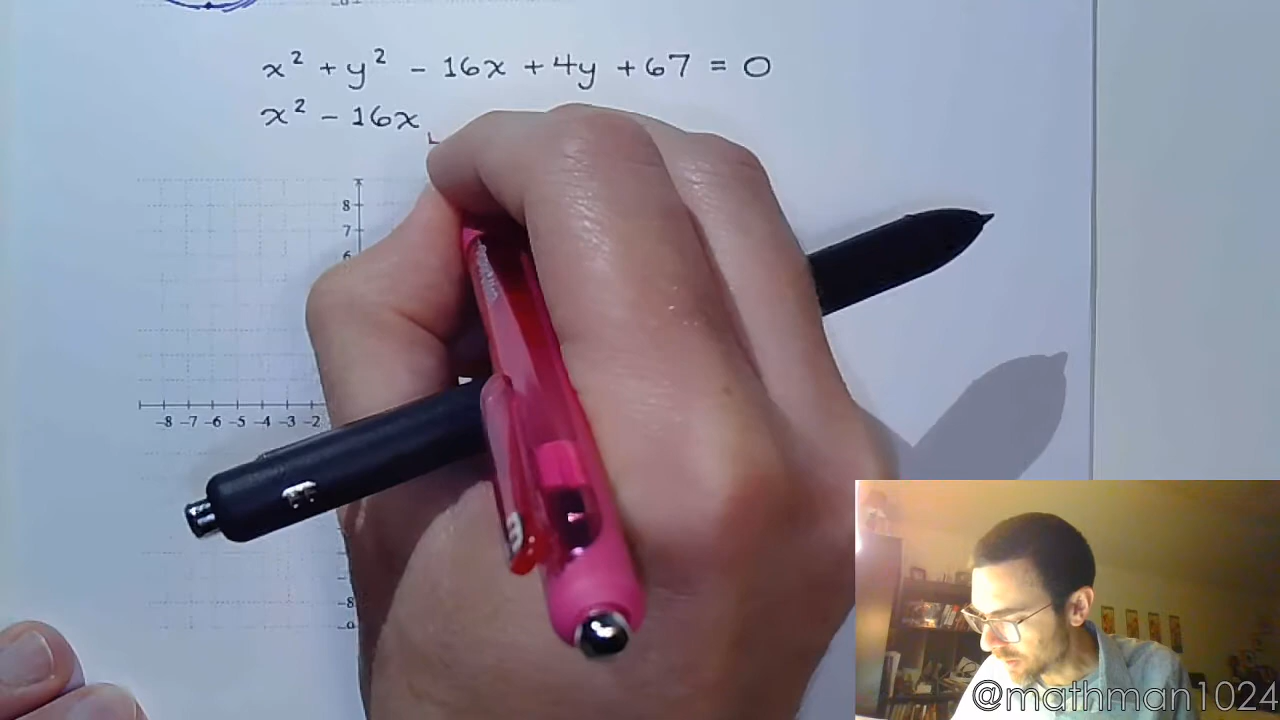 x² + y² - 16x + 4y + 67 = 0
x² - 16x
8
7
6
-8 -7 -6 -5 -4 -3 -2
-8
@mathman1024